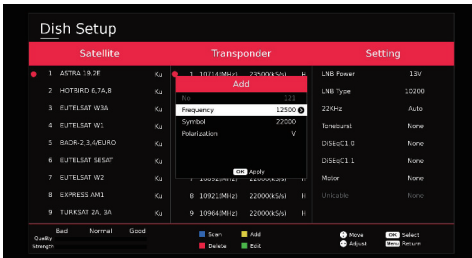 Dish Setup
Satellite Transponder Setting
1 ASTRA 19.2E Ku
2 HOTBIRD 6,7A,8 Ku
3 EUTELSAT W3A Ku
4 EUTELSAT W1 Ku
5 BADR-2,3,4/EURO Ku
6 EUTELSAT SESAT Ku
7 EUTELSAT W2 Ku
8 EXPRESS AM1 Ku
9 TURKSAT 2A, 3A Ku
1 10714(MHz) 23500(kS/s) H
Add
No 123
Frequency 12500
Symbol 22000
Polarization V
OK Apply
8 10921(MHz) 22000(kS/s) H
9 10964(MHz) 22000(kS/s) H
LNB Power 13V
LNB Type 10200
22KHz Auto
Toneburst None
DiSEqC1.0 None
DiSEqC1.1 None
Motor None
Unicable None
Bad Normal Good
Quality
Strength
Scan Add
Delete Edit
Move OK Select
Adjust Menu Return